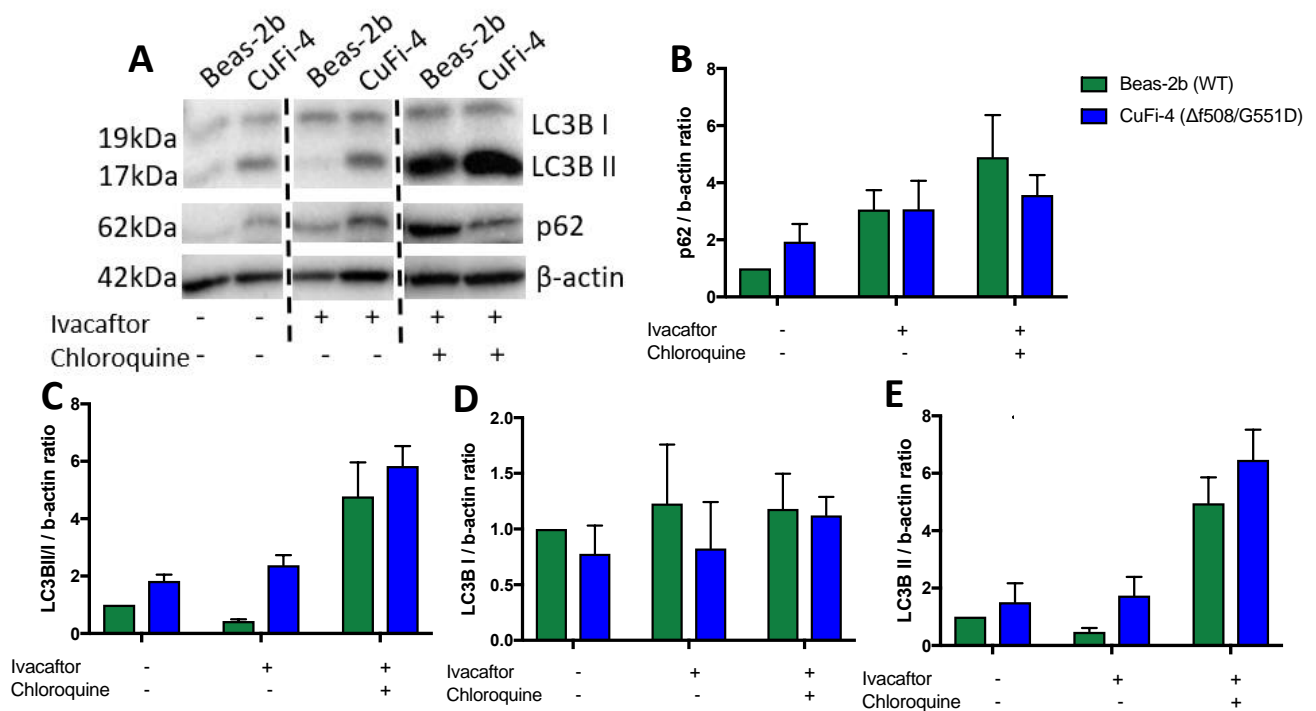 A
Beas-2b CuFi-4 Beas-2b CuFi-4 Beas-2b CuFi-4
19kDa LC3B I
17kDa LC3B II
62kDa p62
42kDa β-actin
Ivacaftor - - + + + +
Chloroquine - - - - + +
B
p62 / b-actin ratio
8
6
4
2
0
Ivacaftor - + +
Chloroquine - - +
Beas-2b (WT)
CuFi-4 (Δf508/G551D)
C
LC3BII/I / b-actin ratio
8
6
4
2
0
Ivacaftor - + +
Chloroquine - - +
D
LC3B I / b-actin ratio
2.0
1.5
1.0
0.5
0.0
Ivacaftor - + +
Chloroquine - - +
E
LC3B II / b-actin ratio
8
6
4
2
0
Ivacaftor - + +
Chloroquine - - +